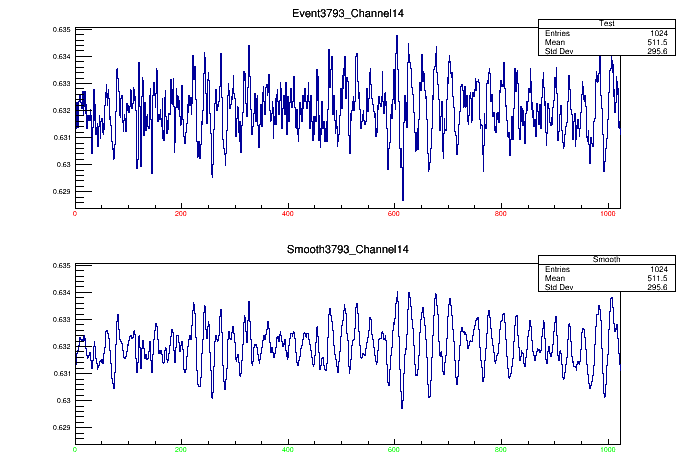 Event3793_Channel14
Test
Entries 1024
Mean 511.5
Std Dev 295.6
0.635
0.634
0.633
0.632
0.631
0.63
0.629
0 200 400 600 800 1000
Smooth3793_Channel14
Smooth
Entries 1024
Mean 511.5
Std Dev 295.6
0.635
0.634
0.633
0.632
0.631
0.63
0.629
0 200 400 600 800 1000